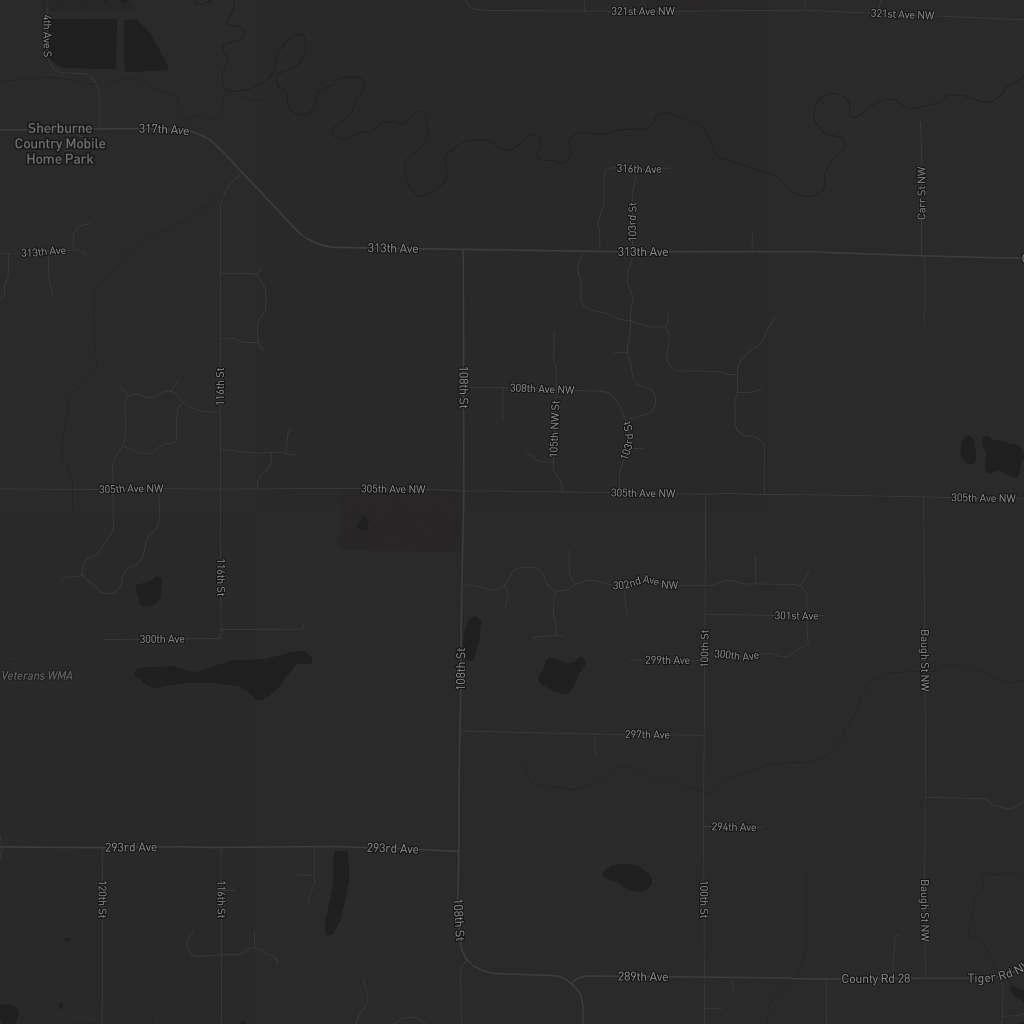 321st Ave NW
321st Ave NW
4th Ave S
Sherburne
Country Mobile
Home Park
317th Ave
316th Ave
Carr St NW
103rd St
313th Ave
313th Ave
313th Ave
116th St
108th St
308th Ave NW
105th NW St
103rd St
305th Ave NW
305th Ave NW
305th Ave NW
305th Ave NW
116th St
302nd Ave NW
301st Ave
300th Ave
108th St
100th St
299th Ave
300th Ave
Baugh St NW
Veterans WMA
297th Ave
294th Ave
293rd Ave
293rd Ave
120th St
116th St
108th St
100th St
Baugh St NW
289th Ave
County Rd 28
Tiger Rd NW